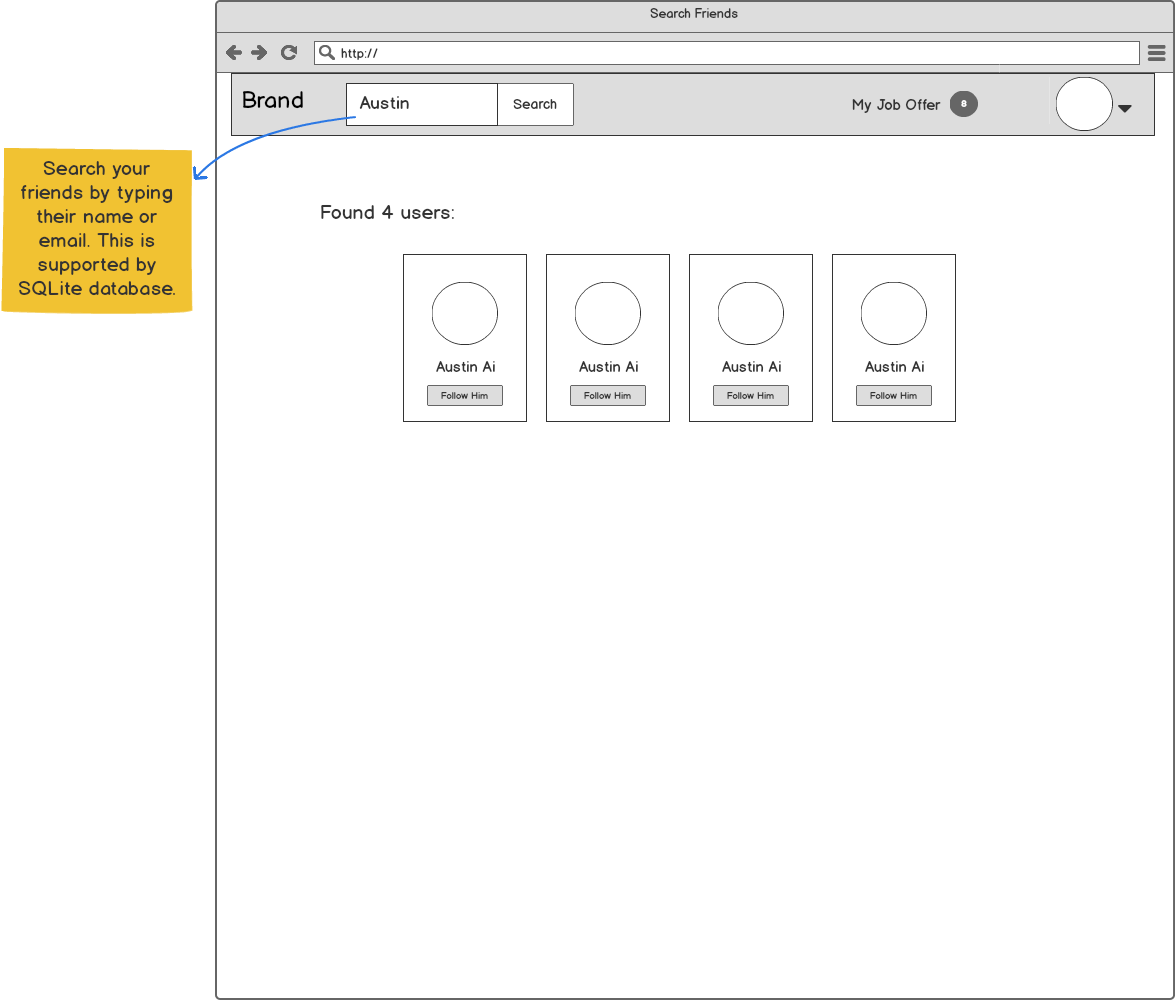 Search Friends
http://
Brand
Austin
Search
My Job Offer
8
Search your
friends by typing
their name or
email. This is
supported by
SQLite database.
Found 4 users:
Austin Ai
Austin Ai
Austin Ai
Austin Ai
Follow Him
Follow Him
Follow Him
Follow Him